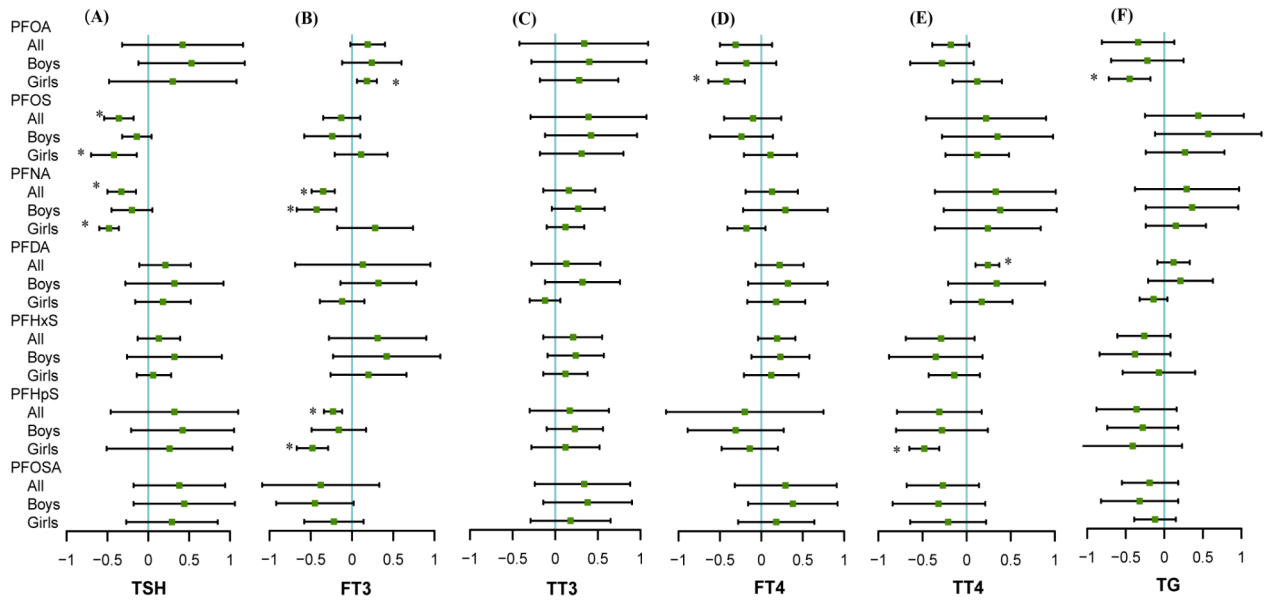 (A) (B) (C) (D) (E) (F)
PFOA
All
Boys
Girls * * *
PFOS
All *
Boys
Girls *
PFNA
All * *
Boys *
Girls *
PFDA
All *
Boys
Girls
PFHxS
All
Boys
Girls
PFHpS
All *
Boys
Girls * *
PFOSA
All
Boys
Girls
−1 −0.5 0 0.5 1 −1 −0.5 0 0.5 1 −1 −0.5 0 0.5 1 −1 −0.5 0 0.5 1 −1 −0.5 0 0.5 1 −1 −0.5 0 0.5 1
TSH FT3 TT3 FT4 TT4 TG